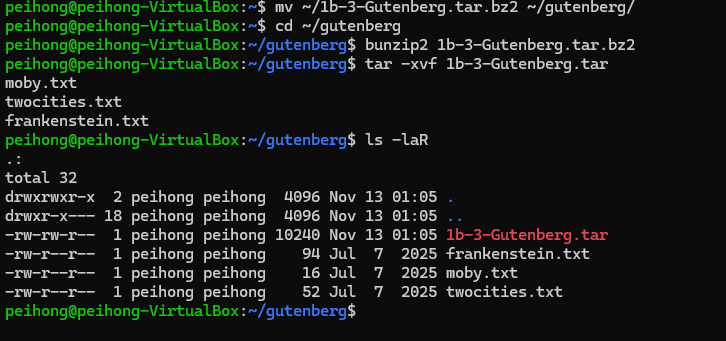 peihong@peihong-VirtualBox:~$ mv ~/1b-3-Gutenberg.tar.bz2 ~/gutenberg/
peihong@peihong-VirtualBox:~$ cd ~/gutenberg
peihong@peihong-VirtualBox:~/gutenberg$ bunzip2 1b-3-Gutenberg.tar.bz2
peihong@peihong-VirtualBox:~/gutenberg$ tar -xvf 1b-3-Gutenberg.tar
moby.txt
twocities.txt
frankenstein.txt
peihong@peihong-VirtualBox:~/gutenberg$ ls -laR
.:
total 32
drwxrwxr-x  2 peihong peihong  4096 Nov 13 01:05 .
drwxr-x--- 18 peihong peihong  4096 Nov 13 01:05 ..
-rw-rw-r--  1 peihong peihong 10240 Nov 13 01:05 1b-3-Gutenberg.tar
-rw-r--r--  1 peihong peihong    94 Jul  7  2025 frankenstein.txt
-rw-r--r--  1 peihong peihong    16 Jul  7  2025 moby.txt
-rw-r--r--  1 peihong peihong    52 Jul  7  2025 twocities.txt
peihong@peihong-VirtualBox:~/gutenberg$